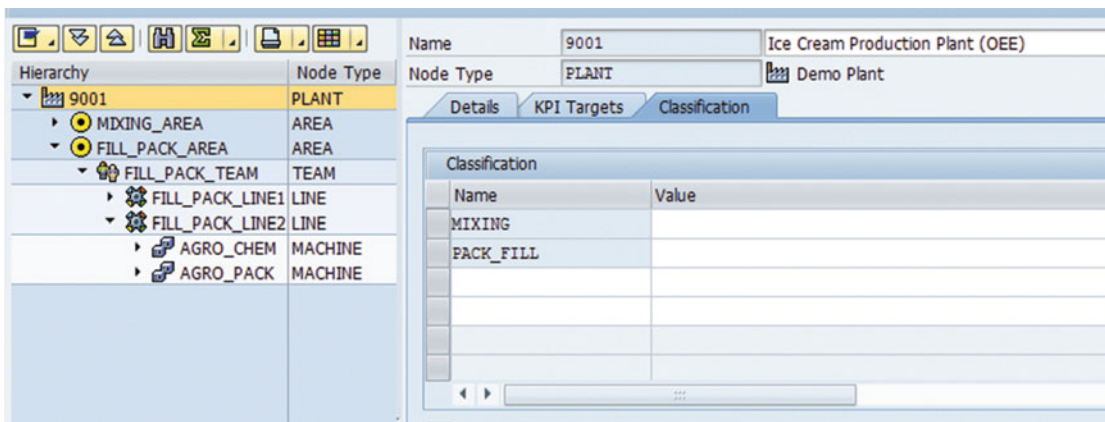 Hierarchy Node Type
9001 PLANT
MIXING_AREA AREA
FILL_PACK_AREA AREA
FILL_PACK_TEAM TEAM
FILL_PACK_LINE1 LINE
FILL_PACK_LINE2 LINE
AGRO_CHEM MACHINE
AGRO_PACK MACHINE
Name 9001 Ice Cream Production Plant (OEE)
Node Type PLANT Demo Plant
Details KPI Targets Classification
Classification
Name Value
MIXING
PACK_FILL